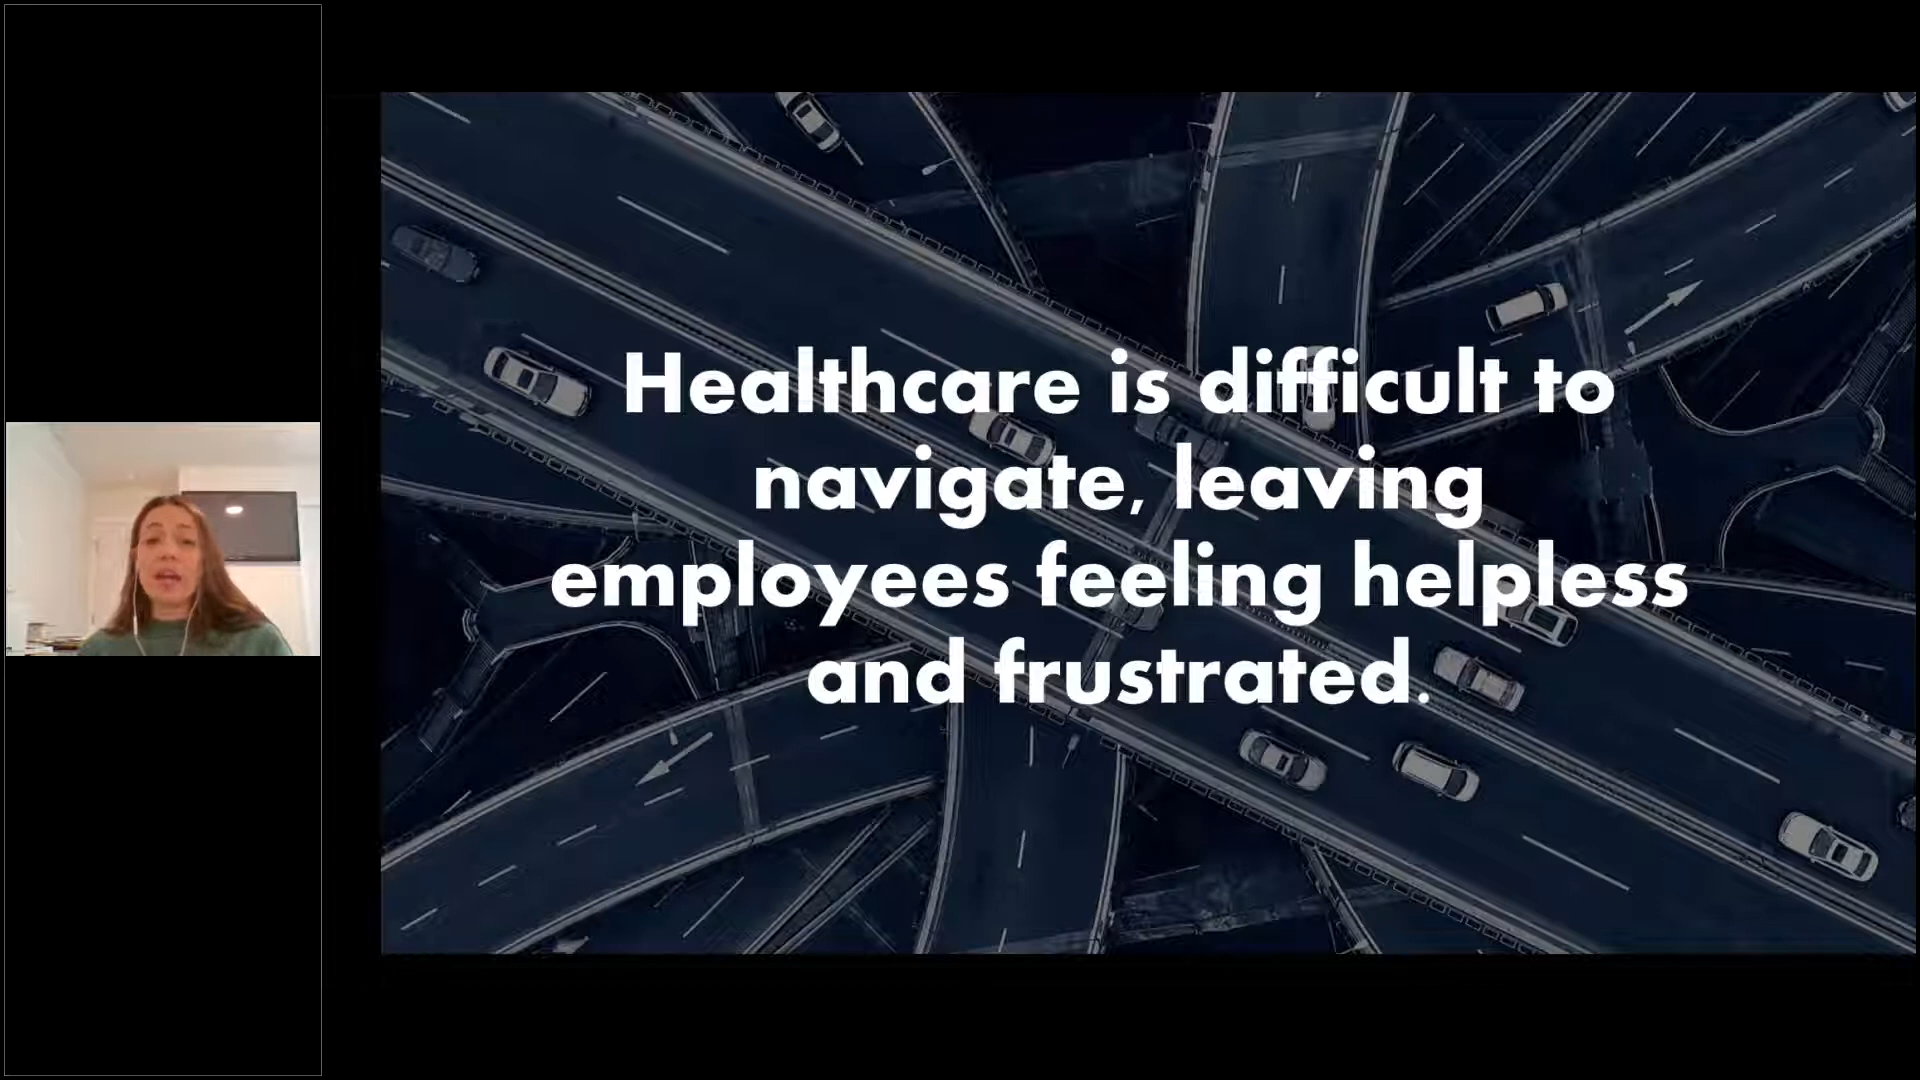 Healthcare is difficult to
navigate, leaving
employees feeling helpless
and frustrated.